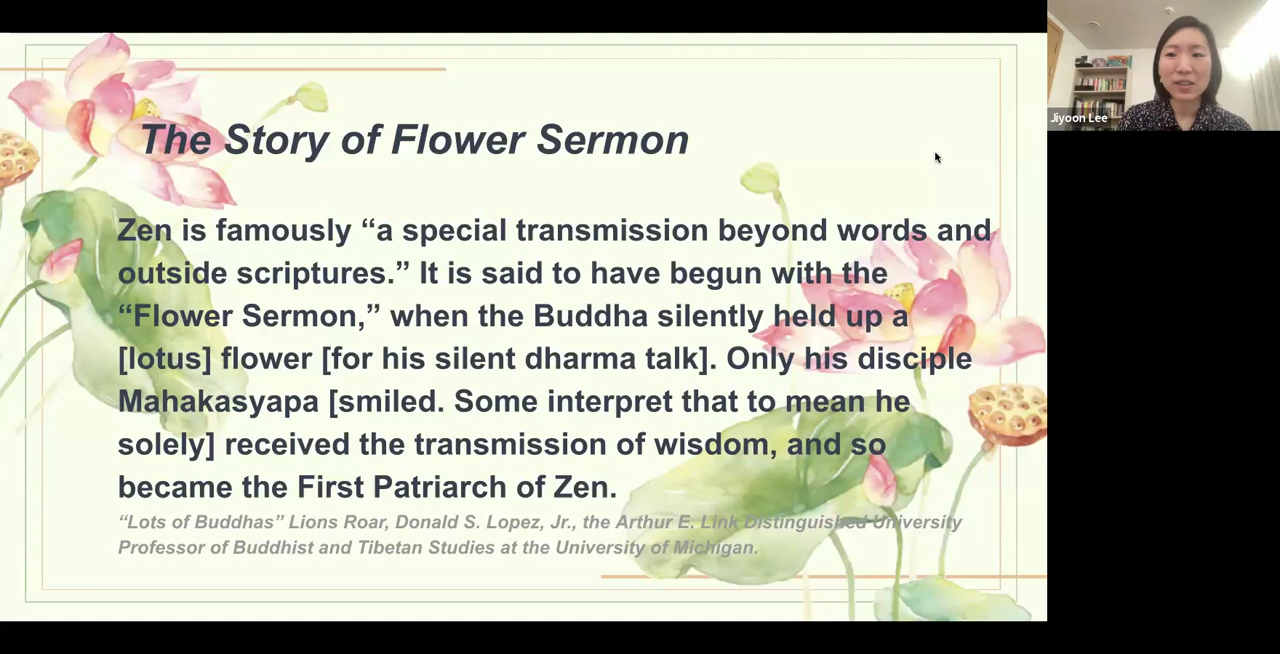 The Story of Flower Sermon
Zen is famously “a special transmission beyond words and
outside scriptures.” It is said to have begun with the
“Flower Sermon,” when the Buddha silently held up a
[lotus] flower [for his silent dharma talk]. Only his disciple
Mahakasyapa [smiled. Some interpret that to mean he
solely] received the transmission of wisdom, and so
became the First Patriarch of Zen.
“Lots of Buddhas” Lions Roar, Donald S. Lopez, Jr., the Arthur E. Link Distinguished University
Professor of Buddhist and Tibetan Studies at the University of Michigan.
Jiyoon Lee